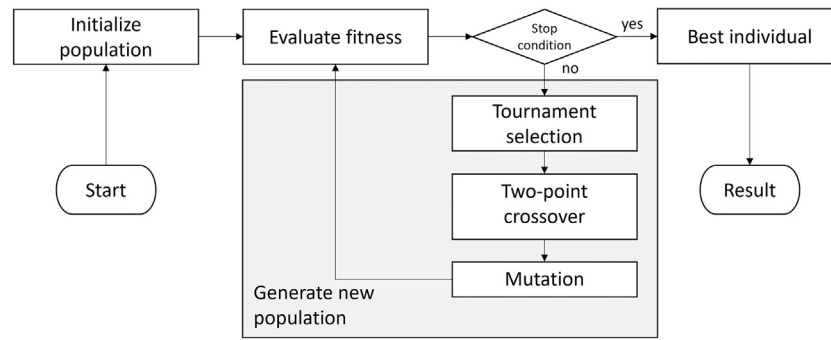 Initialize
population
Evaluate fitness
Stop
condition
yes
Best individual
no
Tournament
selection
Start
Two-point
crossover
Result
Mutation
Generate new
population